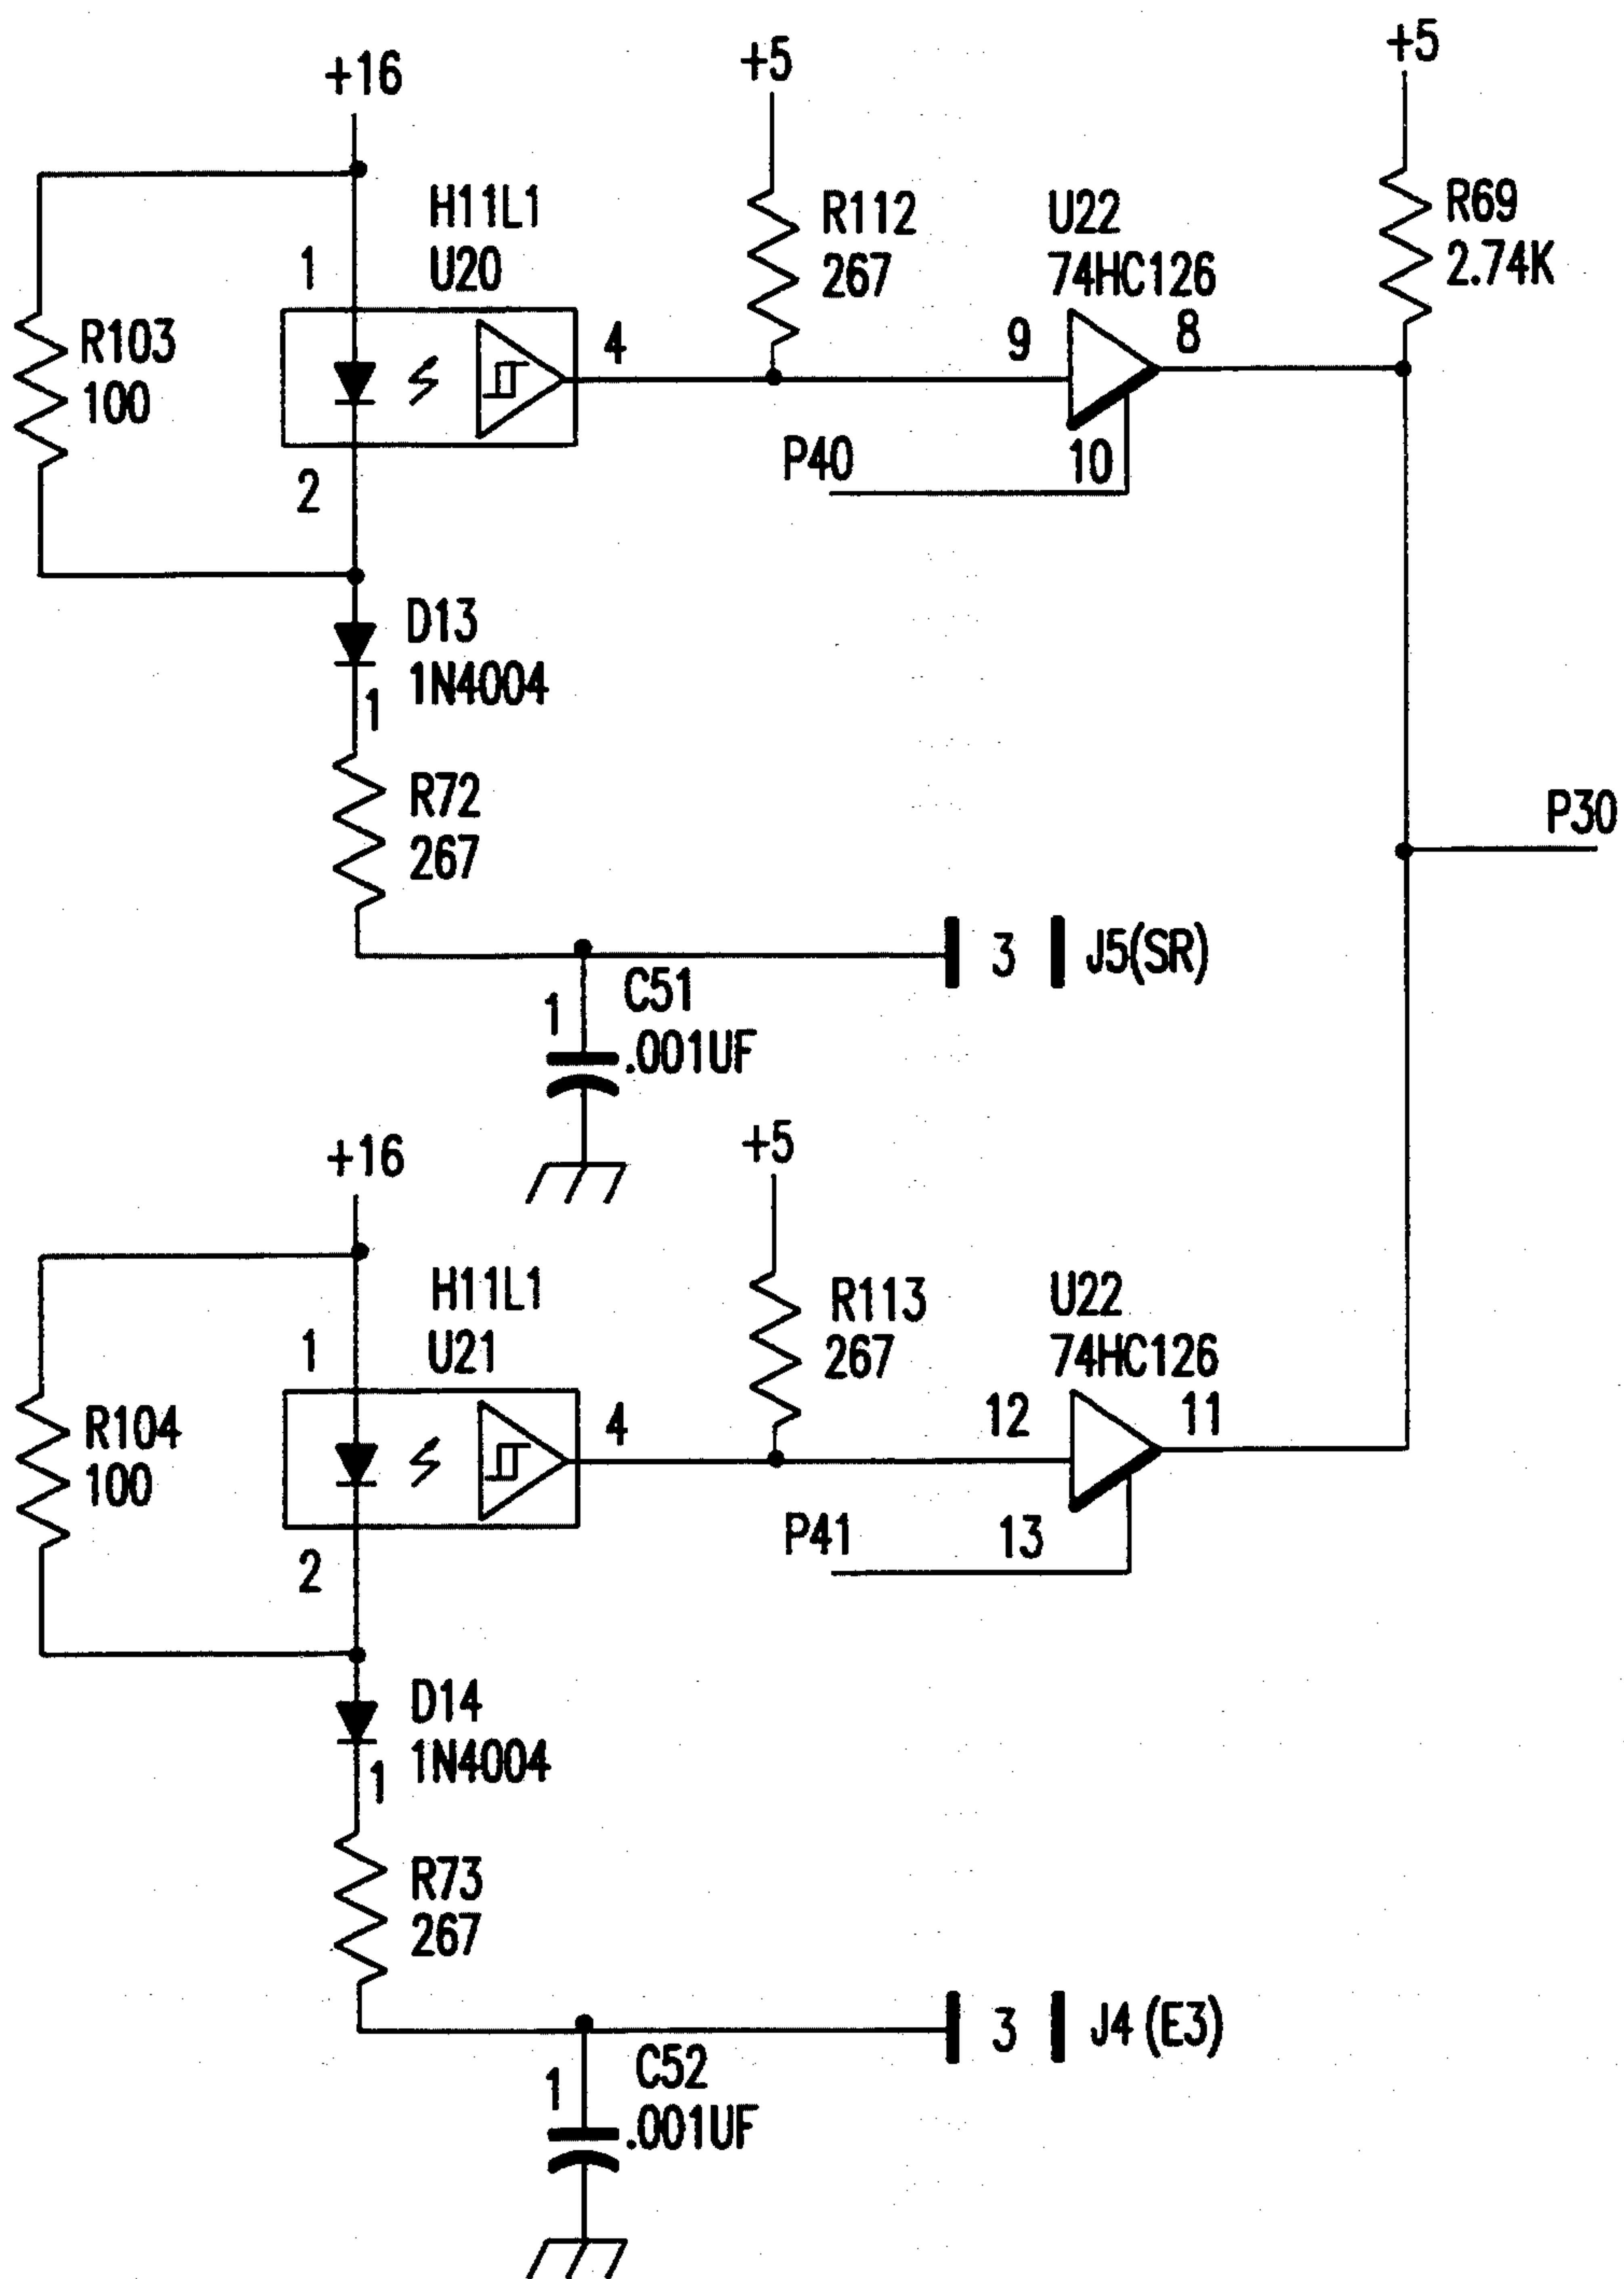 +16
+5
+5
H11L1
U20
R112
267
U22
74HC126
R69
2.74K
1
R103
100
4
9
8
2
P40
10
D13
1N4004
1
R72
267
P30
3
J5(SR)
1
C51
.001UF
+16
+5
H11L1
U21
R113
267
U22
74HC126
1
R104
100
4
12
11
2
P41
13
D14
1N4004
1
R73
267
3
J4 (E3)
1
C52
.001UF